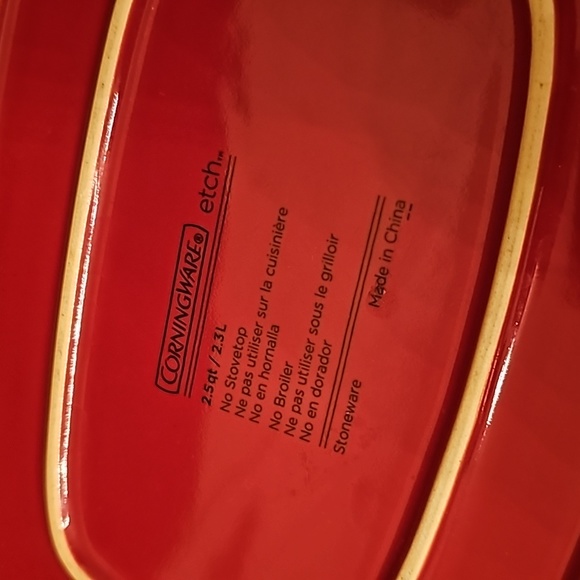 CORNINGWARE® etch™
2.5qt / 2.3L
No Stovetop
Ne pas utiliser sur la cuisinière
No en hornalla
No Broiler
Ne pas utiliser sous le grilloir
No en dorador
Stoneware Made in China